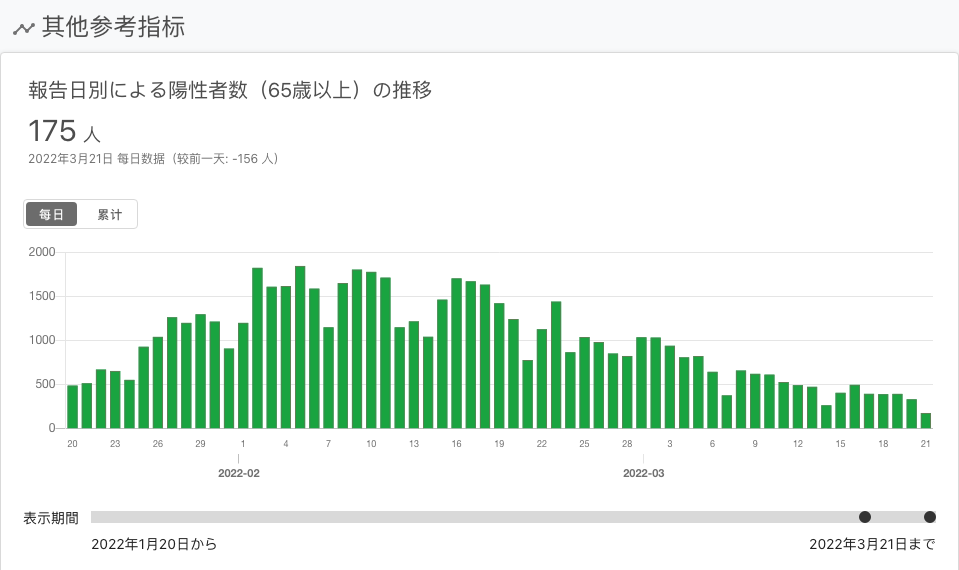 其他参考指标
報告日別による陽性者数（65歳以上）の推移
175 人
2022年3月21日 每日数据（较前一天: -156 人）
每日 累计
2000
1500
1000
500
0
20 23 26 29 1 4 7 10 13 16 19 22 25 28 3 6 9 12 15 18 21
2022-02 2022-03
表示期間
2022年1月20日から 2022年3月21日まで